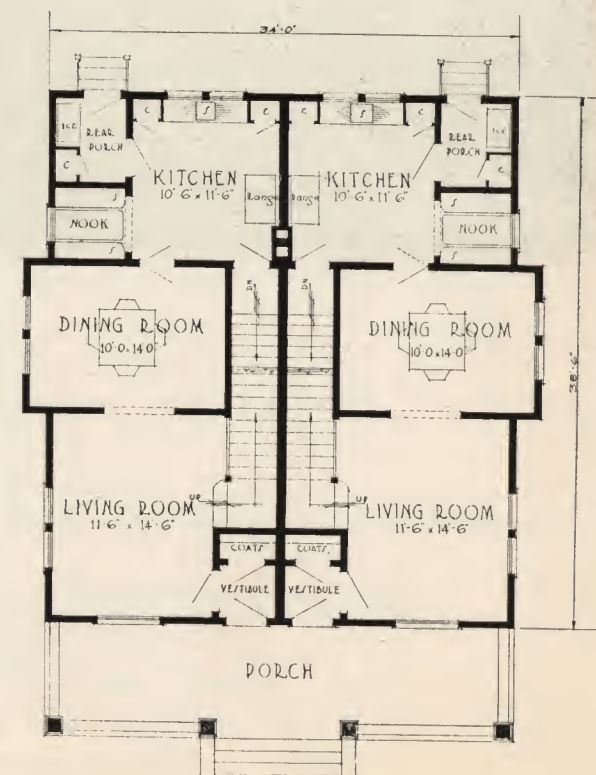 34'-0"
C S C C S C
ICE REAR PORCH REAR PORCH ICE
C C
KITCHEN KITCHEN
10'-6" x 11'-6" 10'-6" x 11'-6"
Range Range
S S
NOOK NOOK
S S
DN DN
DINING ROOM DINING ROOM
10'-0 x 14'-0 10'-0 x 14'-0
38'-6"
UP UP
LIVING ROOM LIVING ROOM
11'-6" x 14'-6" 11'-6" x 14'-6"
COATS COATS.
VESTIBULE VESTIBULE
PORCH